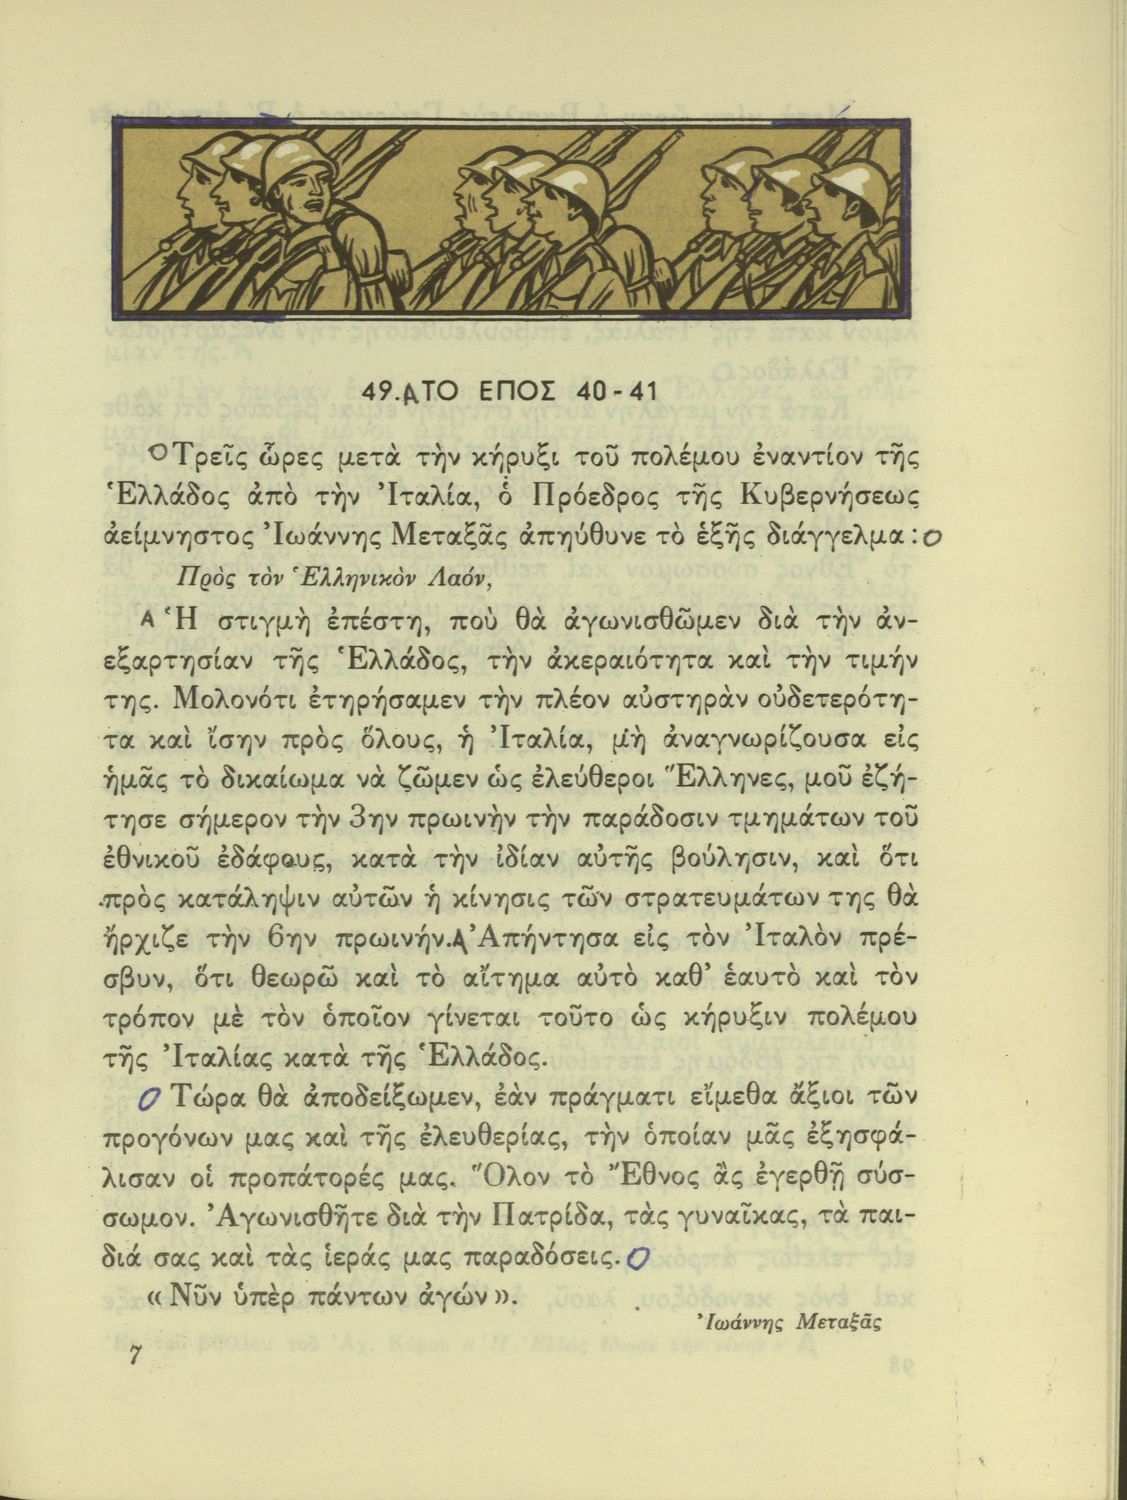 49. Α ΤΟ ΕΠΟΣ 40 - 41
Ο Τρεῖς ὧρες μετὰ τὴν κήρυξι τοῦ πολέμου ἐναντίον τῆς
Ἑλλάδος ἀπὸ τὴν Ἰταλία, ὁ Πρόεδρος τῆς Κυβερνήσεως
ἀείμνηστος Ἰωάννης Μεταξᾶς ἀπηύθυνε τὸ ἑξῆς διάγγελμα : Ο
Πρὸς τὸν Ἑλληνικὸν Λαόν,
Α Ἡ στιγμὴ ἐπέστη, ποὺ θὰ ἀγωνισθῶμεν διὰ τὴν ἀν-
εξαρτησίαν τῆς Ἑλλάδος, τὴν ἀκεραιότητα καὶ τὴν τιμήν
της. Μολονότι ἐτηρήσαμεν τὴν πλέον αὐστηρὰν οὐδετερότη-
τα καὶ ἴσην πρὸς ὅλους, ἡ Ἰταλία, μὴ ἀναγνωρίζουσα εἰς
ἡμᾶς τὸ δικαίωμα νὰ ζῶμεν ὡς ἐλεύθεροι Ἕλληνες, μοῦ ἐζή-
τησε σήμερον τὴν 3ην πρωινὴν τὴν παράδοσιν τμημάτων τοῦ
ἐθνικοῦ ἐδάφους, κατὰ τὴν ἰδίαν αὐτῆς βούλησιν, καὶ ὅτι
πρὸς κατάληψιν αὐτῶν ἡ κίνησις τῶν στρατευμάτων της θὰ
ἤρχιζε τὴν 6ην πρωινήν. Α Ἀπήντησα εἰς τὸν Ἰταλὸν πρέ-
σβυν, ὅτι θεωρῶ καὶ τὸ αἴτημα αὐτὸ καθ’ ἑαυτὸ καὶ τὸν
τρόπον μὲ τὸν ὁποῖον γίνεται τοῦτο ὡς κήρυξιν πολέμου
τῆς Ἰταλίας κατὰ τῆς Ἑλλάδος.
Ο Τώρα θὰ ἀποδείξωμεν, ἐὰν πράγματι εἴμεθα ἄξιοι τῶν
προγόνων μας καὶ τῆς ἐλευθερίας, τὴν ὁποίαν μᾶς ἐξησφά-
λισαν οἱ προπάτορές μας. Ὅλον τὸ Ἔθνος ἂς ἐγερθῇ σύσ-
σωμον. Ἀγωνισθῆτε διὰ τὴν Πατρίδα, τὰς γυναῖκας, τὰ παι-
διά σας καὶ τὰς ἱεράς μας παραδόσεις. Ο
« Νῦν ὑπὲρ πάντων ἀγών ».
Ἰωάννης Μεταξᾶς
7